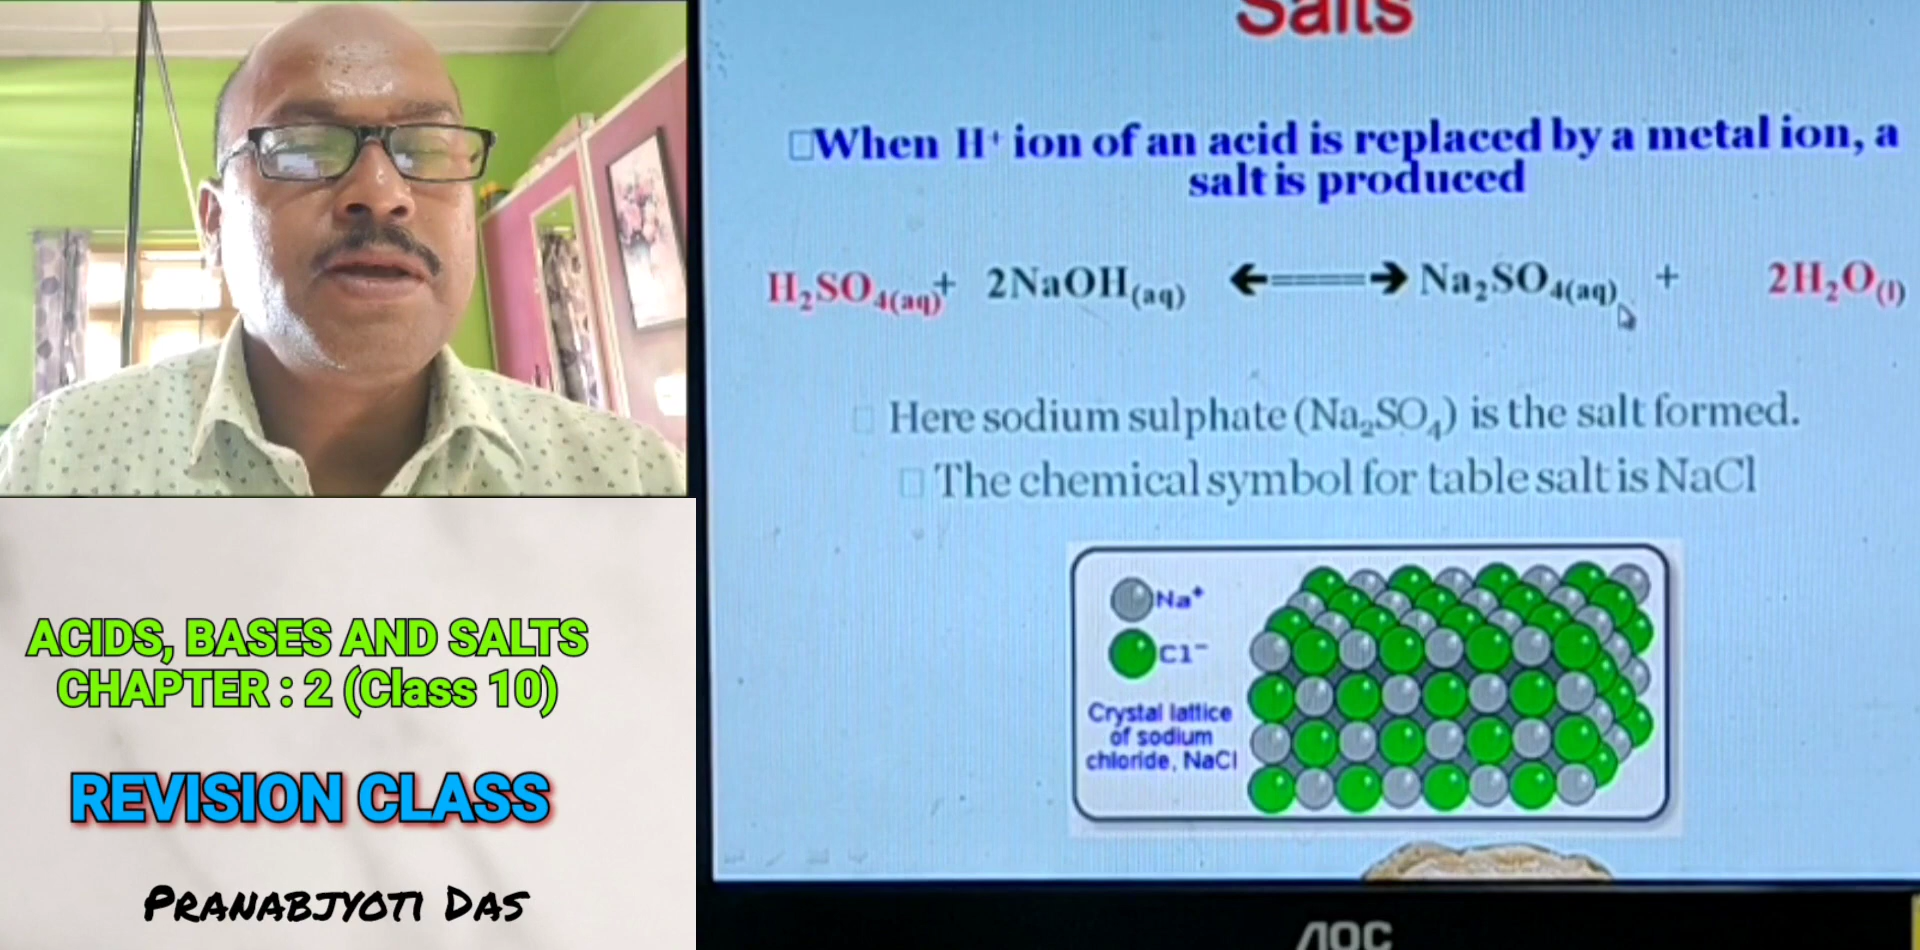 Salts
When H⁺ ion of an acid is replaced by a metal ion, a
salt is produced
H₂SO₄(aq)+ 2NaOH(aq) ⟵══⟶ Na₂SO₄(aq) + 2H₂O(l)
Here sodium sulphate (Na₂SO₄) is the salt formed.
The chemical symbol for table salt is NaCl
Na⁺
Cl⁻
Crystal lattice
of sodium
chloride, NaCl
AOC
ACIDS, BASES AND SALTS
CHAPTER : 2 (Class 10)
REVISION CLASS
PRANABJYOTI DAS